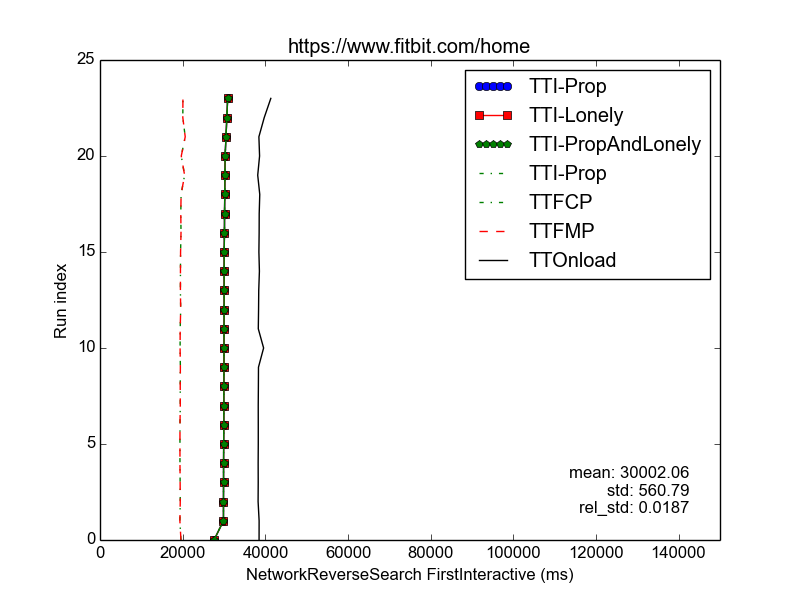 https://www.fitbit.com/home
25
20
15
10
5
0
Run index
TTI-Prop
TTI-Lonely
TTI-PropAndLonely
TTI-Prop
TTFCP
TTFMP
TTOnload
mean: 30002.06
std: 560.79
rel_std: 0.0187
0 20000 40000 60000 80000 100000 120000 140000
NetworkReverseSearch FirstInteractive (ms)